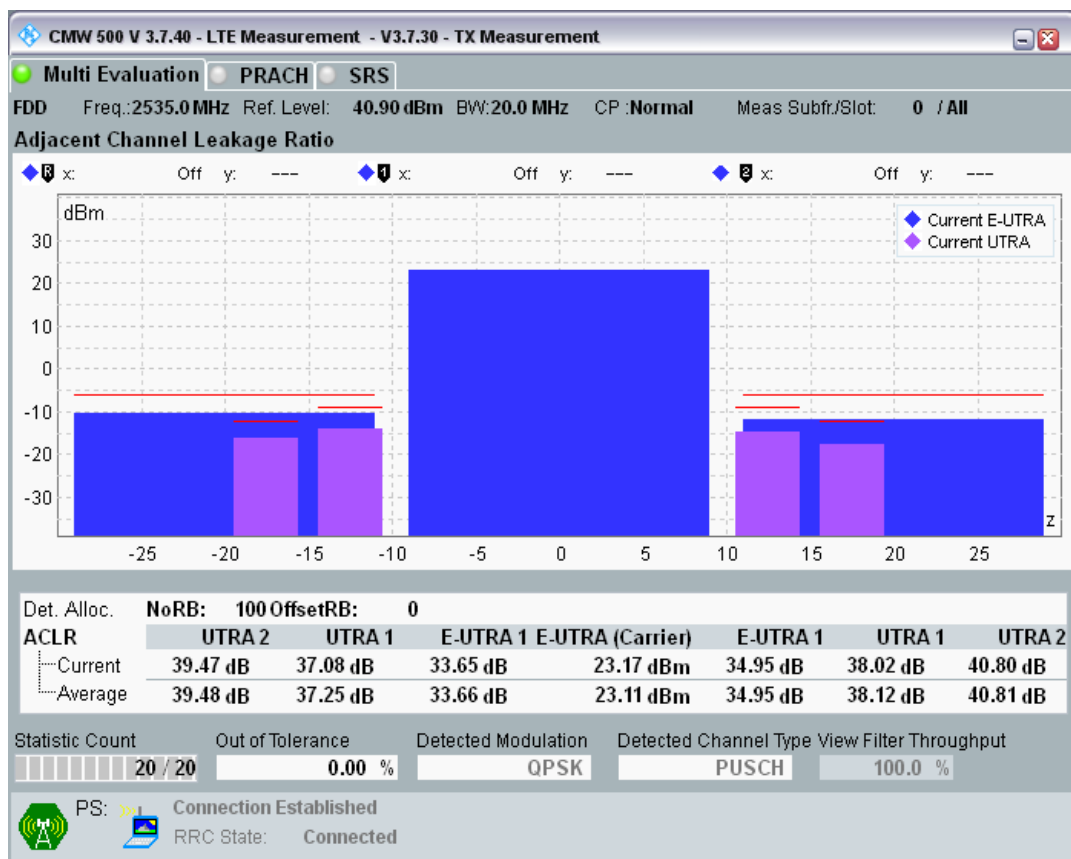 CMW 500 V 3.7.40 - LTE Measurement - V3.7.30 - TX Measurement
Multi Evaluation PRACH SRS
FDD Freq.:2535.0 MHz Ref. Level: 40.90 dBm BW:20.0 MHz CP :Normal Meas Subfr./Slot: 0 / All
Adjacent Channel Leakage Ratio
R x: Off y: --- 1 x: Off y: --- 2 x: Off y: ---
dBm
Current E-UTRA
Current UTRA
30
20
10
0
-10
-20
-30
z
-25 -20 -15 -10 -5 0 5 10 15 20 25
Det. Alloc. NoRB: 100 OffsetRB: 0
ACLR UTRA 2 UTRA 1 E-UTRA 1 E-UTRA (Carrier) E-UTRA 1 UTRA 1 UTRA 2
Current 39.47 dB 37.08 dB 33.65 dB 23.17 dBm 34.95 dB 38.02 dB 40.80 dB
Average 39.48 dB 37.25 dB 33.66 dB 23.11 dBm 34.95 dB 38.12 dB 40.81 dB
Statistic Count Out of Tolerance Detected Modulation Detected Channel Type View Filter Throughput
20 / 20 0.00 % QPSK PUSCH 100.0 %
PS: Connection Established
RRC State: Connected